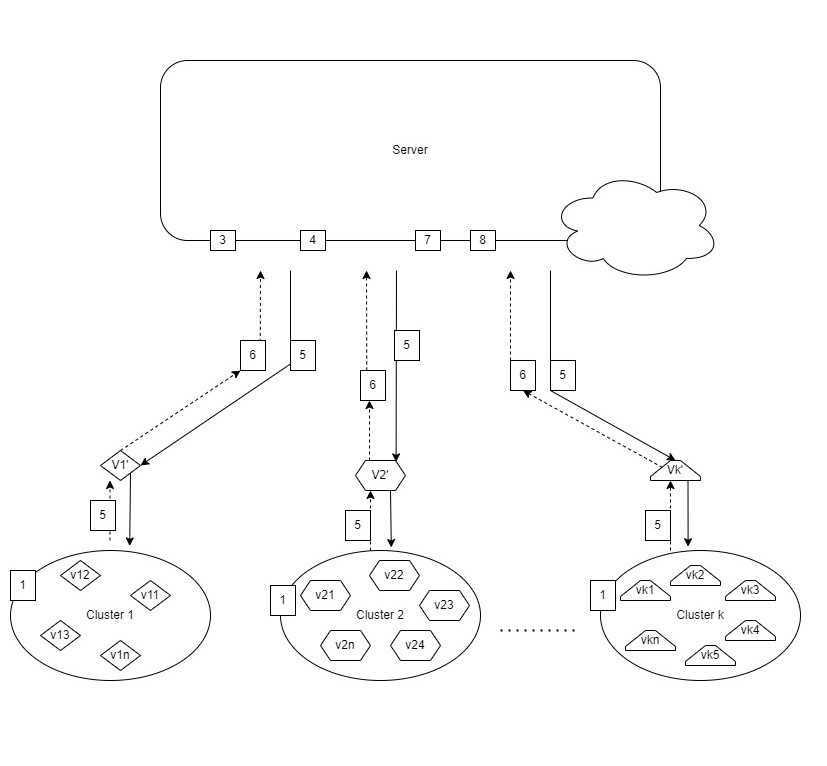 Server
3
4
7
8
6
5
6
5
6
5
V1'
V2'
Vk'
5
5
5
1
v12
v11
Cluster 1
v13
v1n
1
v21
v22
v23
Cluster 2
v2n
v24
..........
1
vk1
vk2
vk3
Cluster k
vkn
vk4
vk5